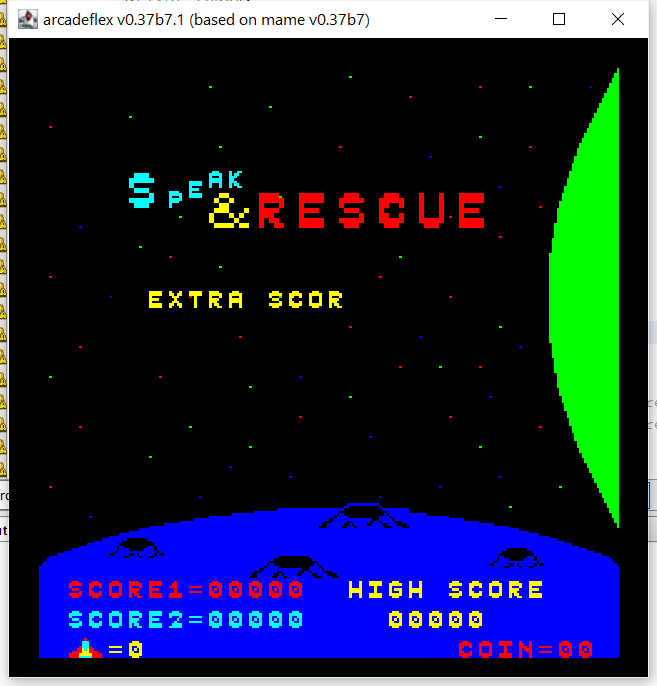 arcadeflex v0.37b7.1 (based on mame v0.37b7)
SPEAK
&RESCUE
EXTRA SCOR
SCORE1=00000 HIGH SCORE
SCORE2=00000 00000
=0 COIN=00